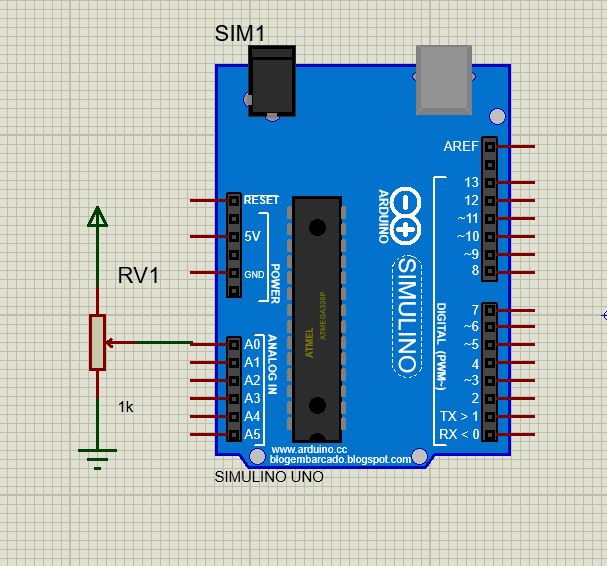 SIM1
AREF
13
RESET
12
~11
5V
~10
~9
GND
8
POWER
ARDUINO
SIMULINO
RV1
1k
ATMEL
ATMEGA328P
ANALOG IN
A0
A1
A2
A3
A4
A5
DIGITAL (PWM~)
7
~6
~5
4
~3
2
TX > 1
RX < 0
www.arduino.cc
blogembarcado.blogspot.com
SIMULINO UNO